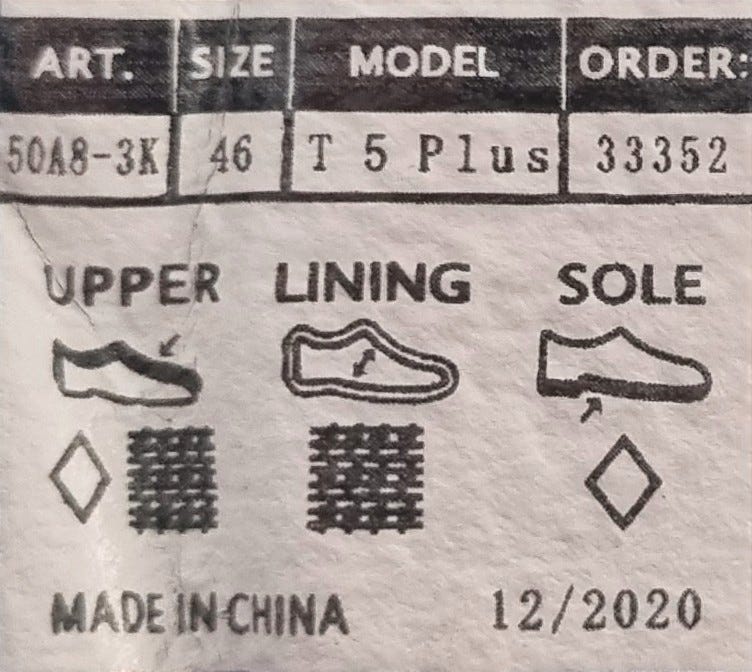 ART. SIZE MODEL ORDER:
50A8-3K 46 T 5 Plus 33352
UPPER LINING SOLE
MADE IN CHINA 12/2020